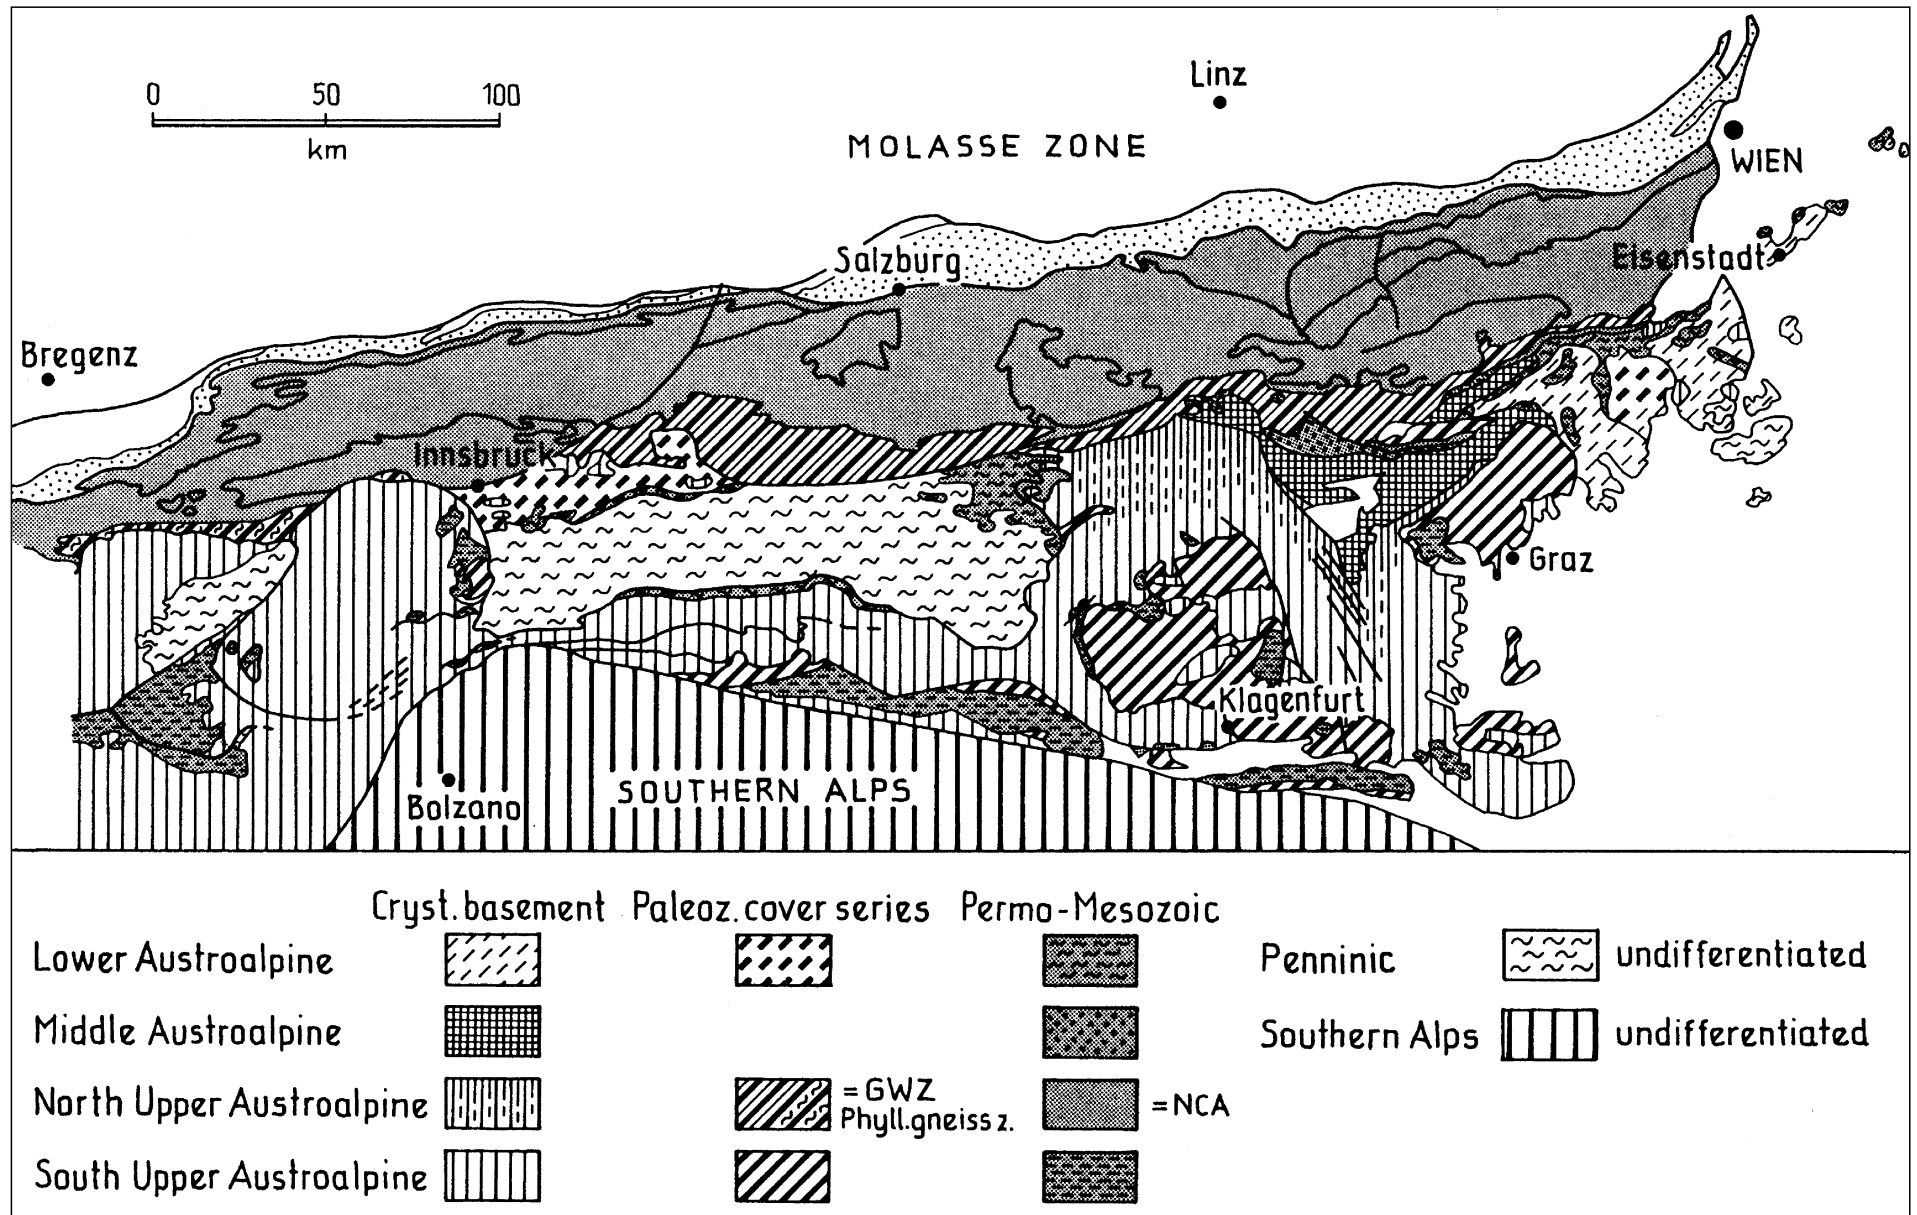 Linz
0 50 100
km
MOLASSE ZONE
WIEN
Salzburg
Eisenstadt
Bregenz
Innsbruck
Graz
Klagenfurt
SOUTHERN ALPS
Bolzano
Cryst. basement Paleoz. cover series Permo-Mesozoic
Lower Austroalpine Penninic undifferentiated
Middle Austroalpine Southern Alps undifferentiated
North Upper Austroalpine = GWZ = NCA
Phyll.gneiss z.
South Upper Austroalpine